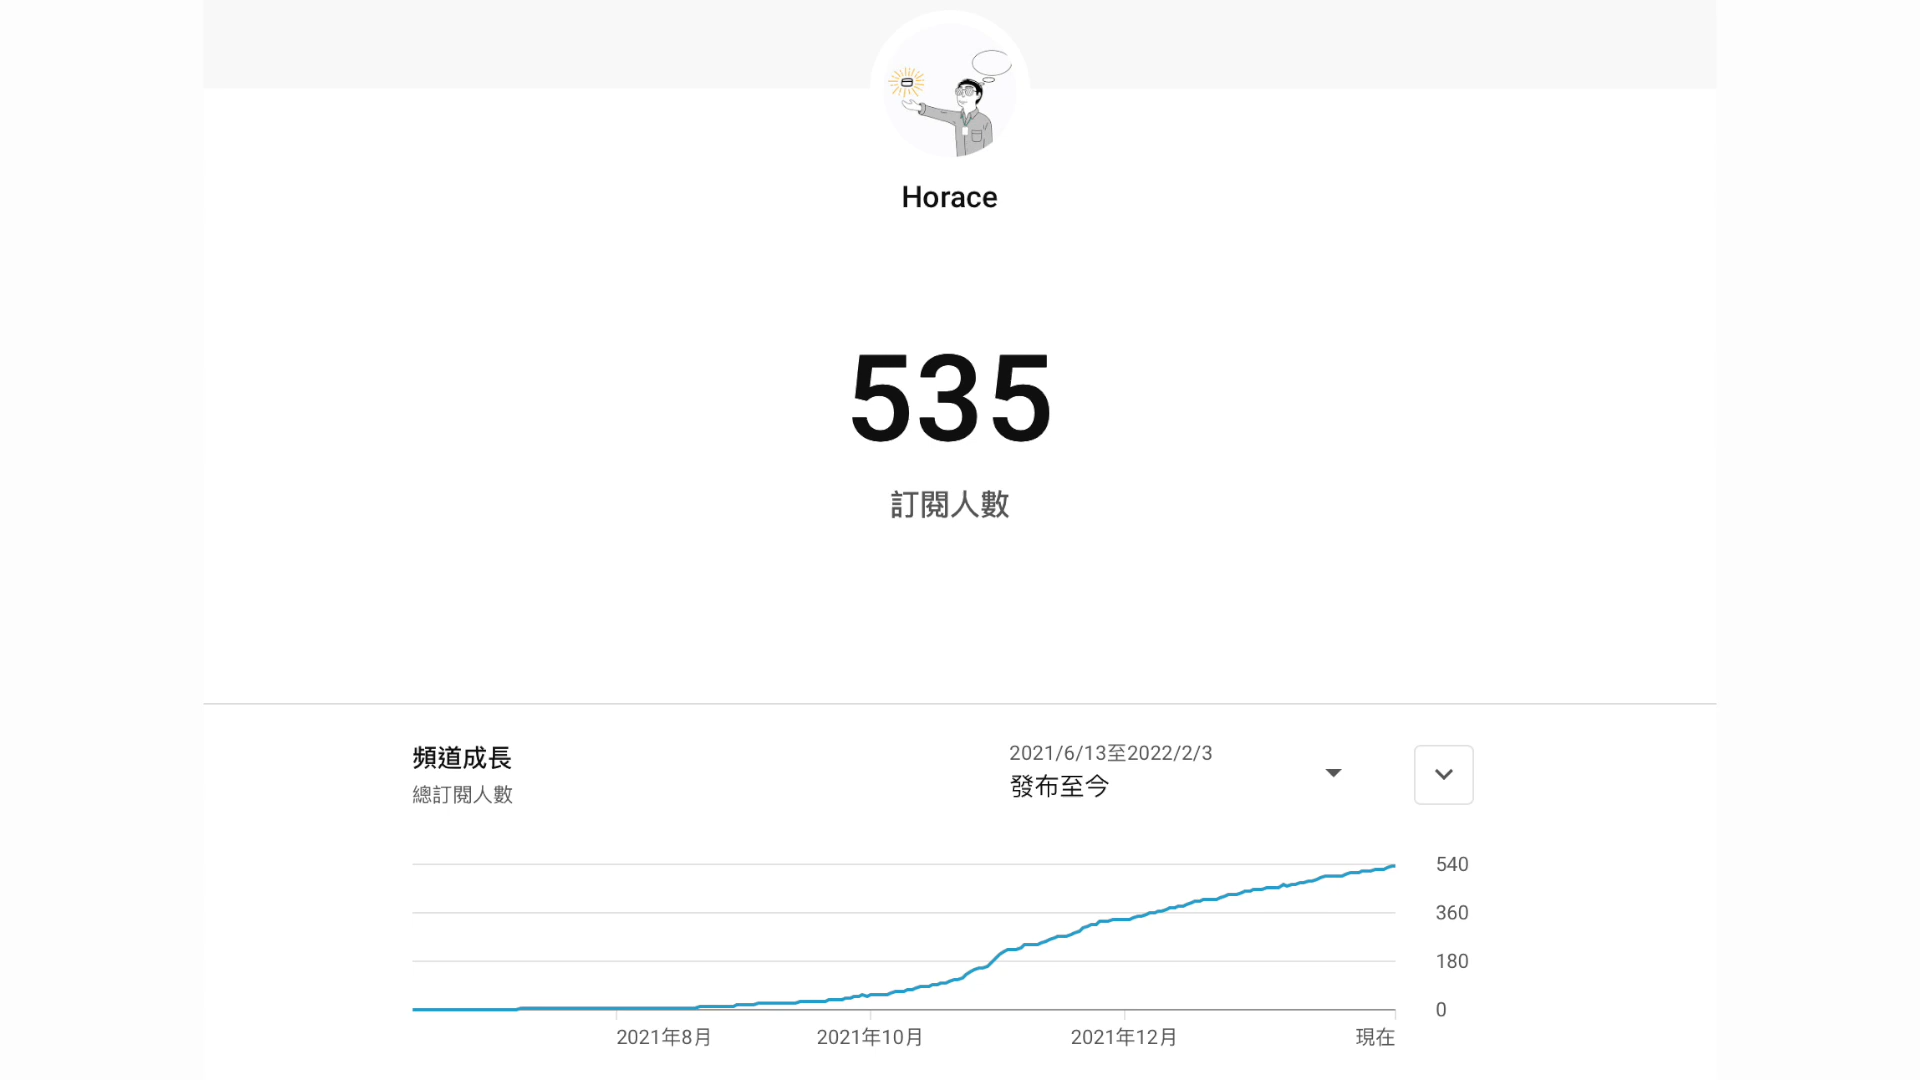 Horace
535
訂閱人數
頻道成長
總訂閱人數
2021/6/13至2022/2/3
發布至今
540
360
180
0
2021年8月
2021年10月
2021年12月
現在